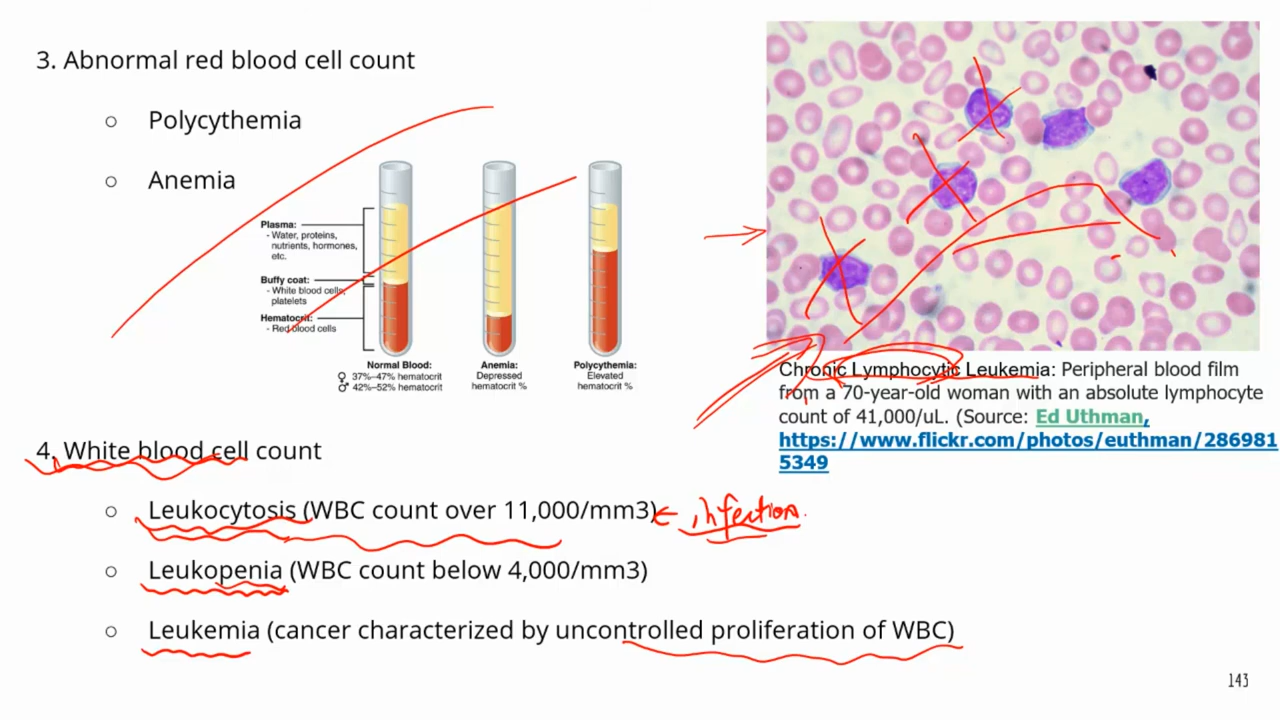 3. Abnormal red blood cell count
○ Polycythemia
○ Anemia
Plasma:
- Water, proteins,
nutrients, hormones,
etc.
Buffy coat:
- White blood cells,
platelets
Hematocrit:
- Red blood cells
Normal Blood:
♀ 37%–47% hematocrit
♂ 42%–52% hematocrit
Anemia:
Depressed
hematocrit %
Polycythemia:
Elevated
hematocrit %
Chronic Lymphocytic Leukemia: Peripheral blood film
from a 70-year-old woman with an absolute lymphocyte
count of 41,000/uL. (Source: Ed Uthman,
https://www.flickr.com/photos/euthman/286981
5349
4. White blood cell count
○ Leukocytosis (WBC count over 11,000/mm3) ← infection.
○ Leukopenia (WBC count below 4,000/mm3)
○ Leukemia (cancer characterized by uncontrolled proliferation of WBC)
143